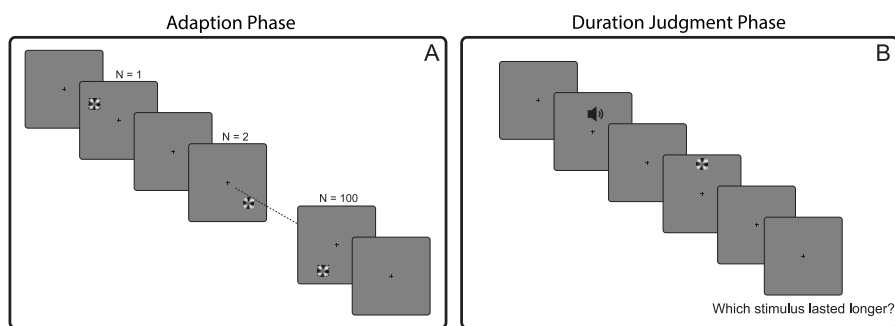 Adaption Phase
Duration Judgment Phase
A
N = 1
N = 2
N = 100
B
Which stimulus lasted longer?